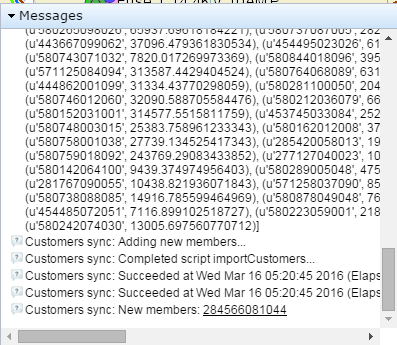 Messages
(u'580265098026', 65937.69618184221), (u'580737087005', 282
(u'443667099062', 37096.479361830534), (u'454495023026', 61
(u'580743071032', 7820.017269973369), (u'580844018096', 395
(u'571125084094', 313587.4429404524), (u'580764068089', 631
(u'444862001099', 31334.43770298059), (u'580281100050', 204
(u'580746012060', 32090.588705584476), (u'580212036079', 66
(u'580152031001', 314577.5515811759), (u'453745033084', 252
(u'580748003015', 25383.758961233343), (u'580162012008', 37
(u'580758001038', 27739.134525417343), (u'285420058013', 19
(u'580759018092', 243769.29083433852), (u'277127040023', 10
(u'580142064100', 9439.374974956403), (u'580289005048', 475
(u'281767090055', 10438.821936071843), (u'571258037090', 85
(u'580738088085', 14916.785599464969), (u'580878049048', 76
(u'454485072051', 7116.899102518727), (u'580223059001', 218
(u'580242074030', 13005.697560770712)]
Customers sync: Adding new members...
Customers sync: Completed script importCustomers...
Customers sync: Succeeded at Wed Mar 16 05:20:45 2016 (Elaps
Customers sync: Succeeded at Wed Mar 16 05:20:45 2016 (Elaps
Customers sync: New members: 284566081044